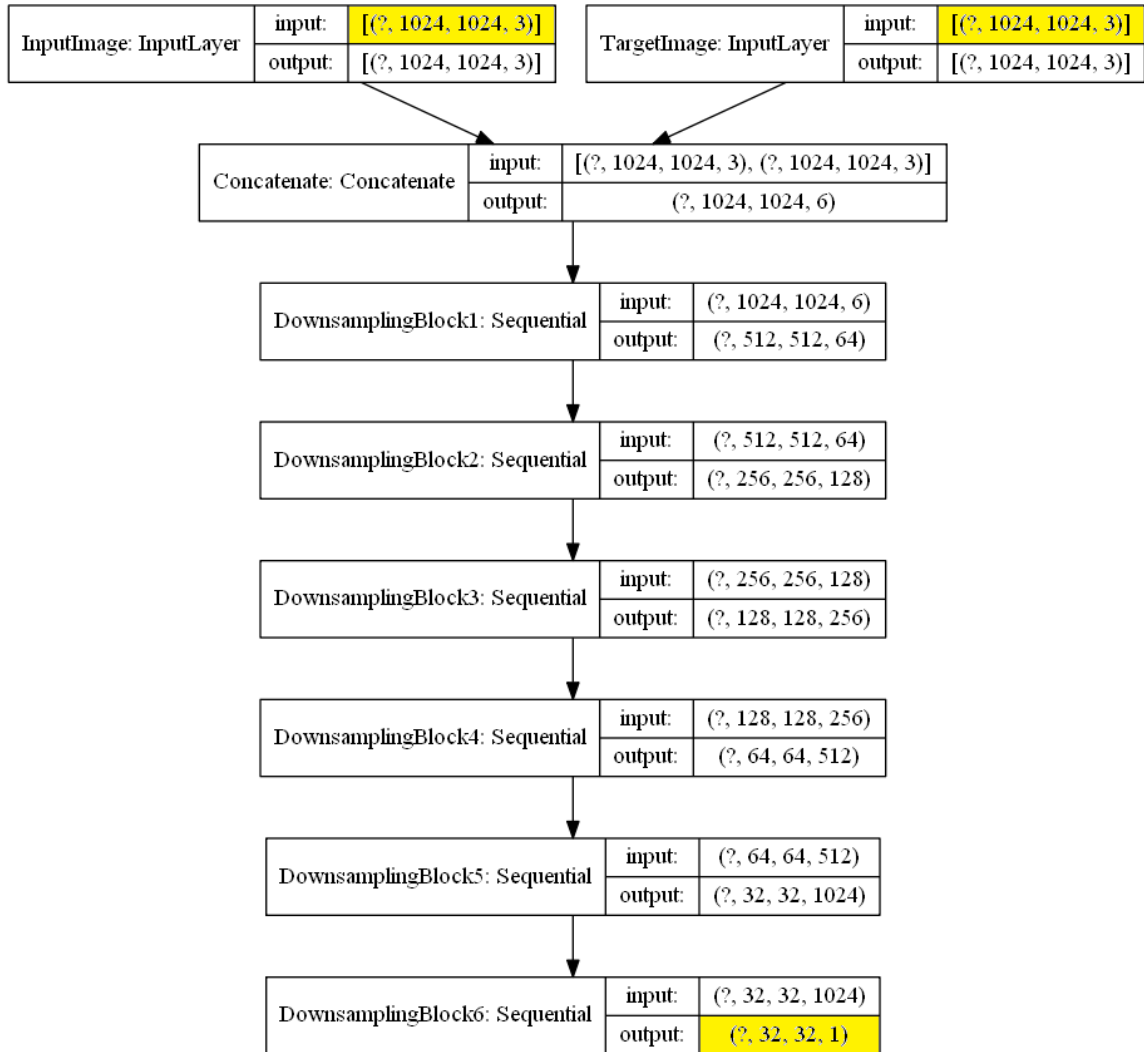 InputImage: InputLayer
input: [(?, 1024, 1024, 3)]
output: [(?, 1024, 1024, 3)]
TargetImage: InputLayer
input: [(?, 1024, 1024, 3)]
output: [(?, 1024, 1024, 3)]
Concatenate: Concatenate
input: [(?, 1024, 1024, 3), (?, 1024, 1024, 3)]
output: (?, 1024, 1024, 6)
DownsamplingBlock1: Sequential
input: (?, 1024, 1024, 6)
output: (?, 512, 512, 64)
DownsamplingBlock2: Sequential
input: (?, 512, 512, 64)
output: (?, 256, 256, 128)
DownsamplingBlock3: Sequential
input: (?, 256, 256, 128)
output: (?, 128, 128, 256)
DownsamplingBlock4: Sequential
input: (?, 128, 128, 256)
output: (?, 64, 64, 512)
DownsamplingBlock5: Sequential
input: (?, 64, 64, 512)
output: (?, 32, 32, 1024)
DownsamplingBlock6: Sequential
input: (?, 32, 32, 1024)
output: (?, 32, 32, 1)